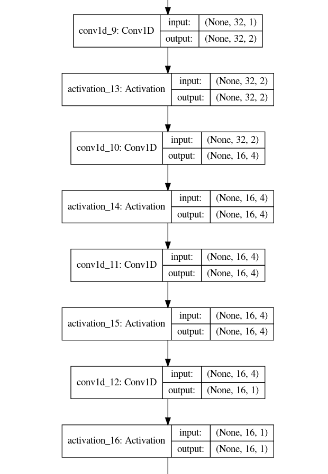 conv1d_9: Conv1D input: (None, 32, 1)
output: (None, 32, 2)
activation_13: Activation input: (None, 32, 2)
output: (None, 32, 2)
conv1d_10: Conv1D input: (None, 32, 2)
output: (None, 16, 4)
activation_14: Activation input: (None, 16, 4)
output: (None, 16, 4)
conv1d_11: Conv1D input: (None, 16, 4)
output: (None, 16, 4)
activation_15: Activation input: (None, 16, 4)
output: (None, 16, 4)
conv1d_12: Conv1D input: (None, 16, 4)
output: (None, 16, 1)
activation_16: Activation input: (None, 16, 1)
output: (None, 16, 1)